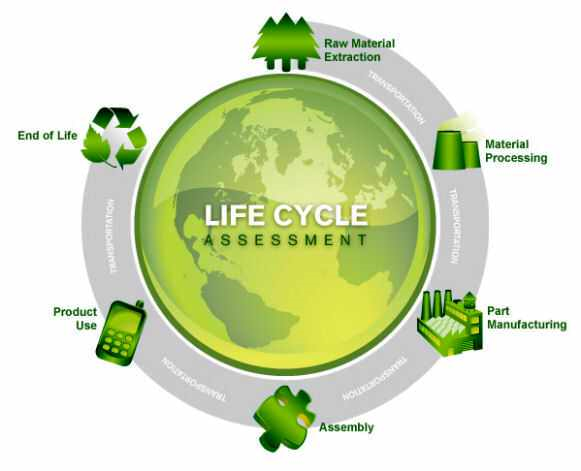 Raw Material
Extraction
TRANSPORTATION
Material
Processing
TRANSPORTATION
Part
Manufacturing
TRANSPORTATION
Assembly
TRANSPORTATION
Product
Use
TRANSPORTATION
End of Life
LIFE CYCLE
ASSESSMENT